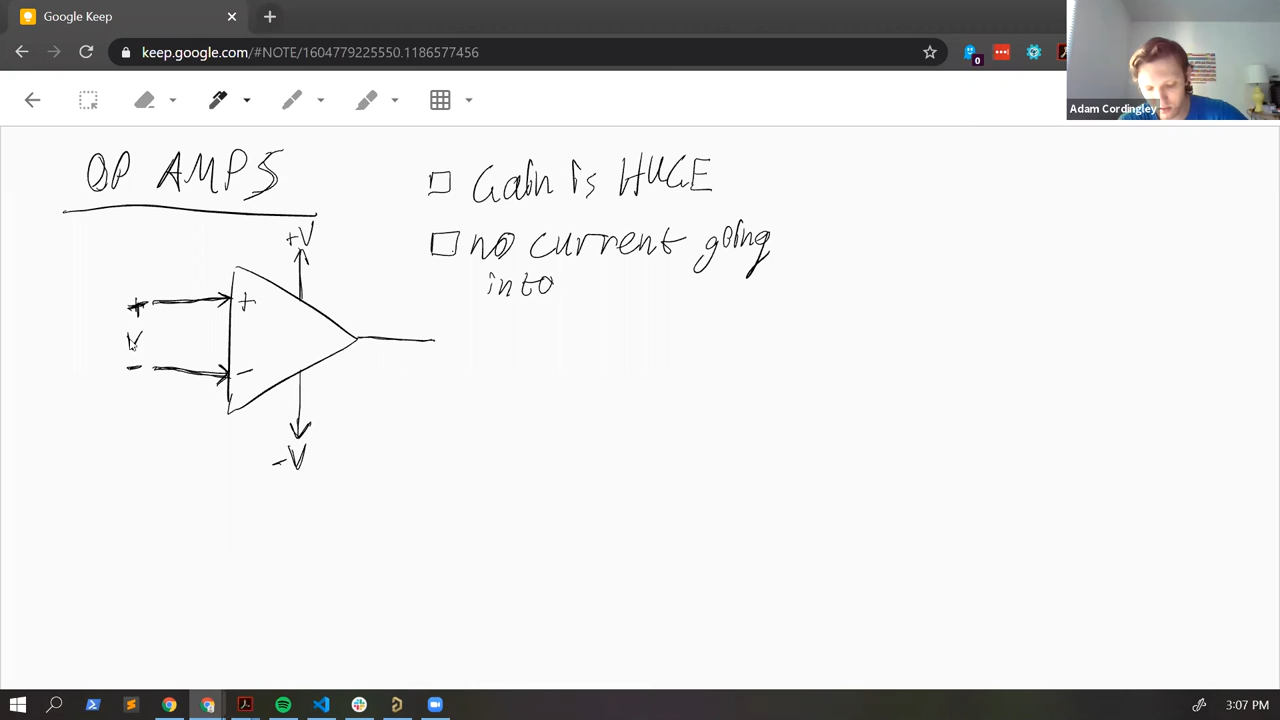 Google Keep
keep.google.com/#NOTE/1604779225550.1186577456
0
Adam Cordingley
OP AMPS
Gain is HUGE
no current going
into
+V
+
+
V
-
-
-V
3:07 PM